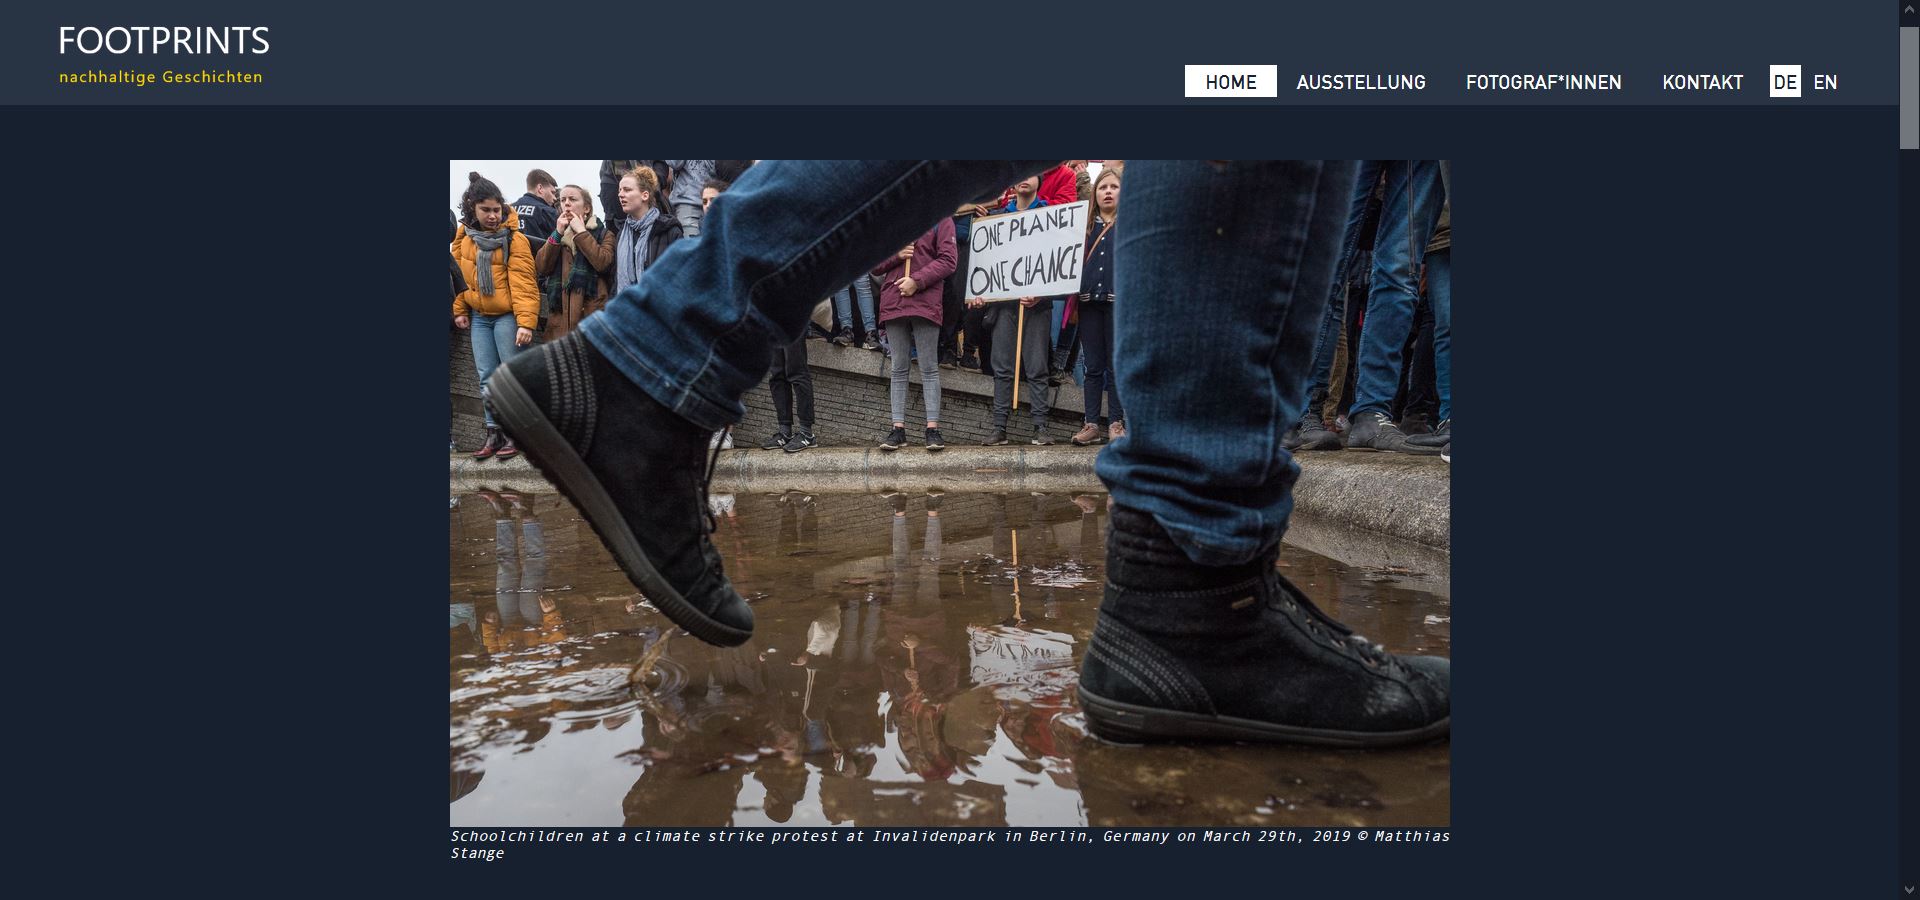 FOOTPRINTS
nachhaltige Geschichten
HOME AUSSTELLUNG FOTOGRAF*INNEN KONTAKT DE EN
ONE PLANET
ONE CHANCE
Schoolchildren at a climate strike protest at Invalidenpark in Berlin, Germany on March 29th, 2019 © Matthias
Stange